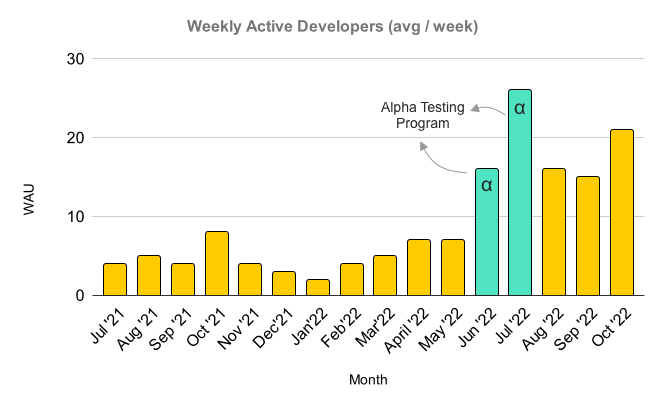 Weekly Active Developers (avg / week)
30
20
10
0
WAU
Alpha Testing
Program
α
α
Jul '21
Aug '21
Sep '21
Oct '21
Nov '21
Dec'21
Jan'22
Feb'22
Mar'22
April '22
May '22
Jun '22
Jul '22
Aug '22
Sep '22
Oct '22
Month